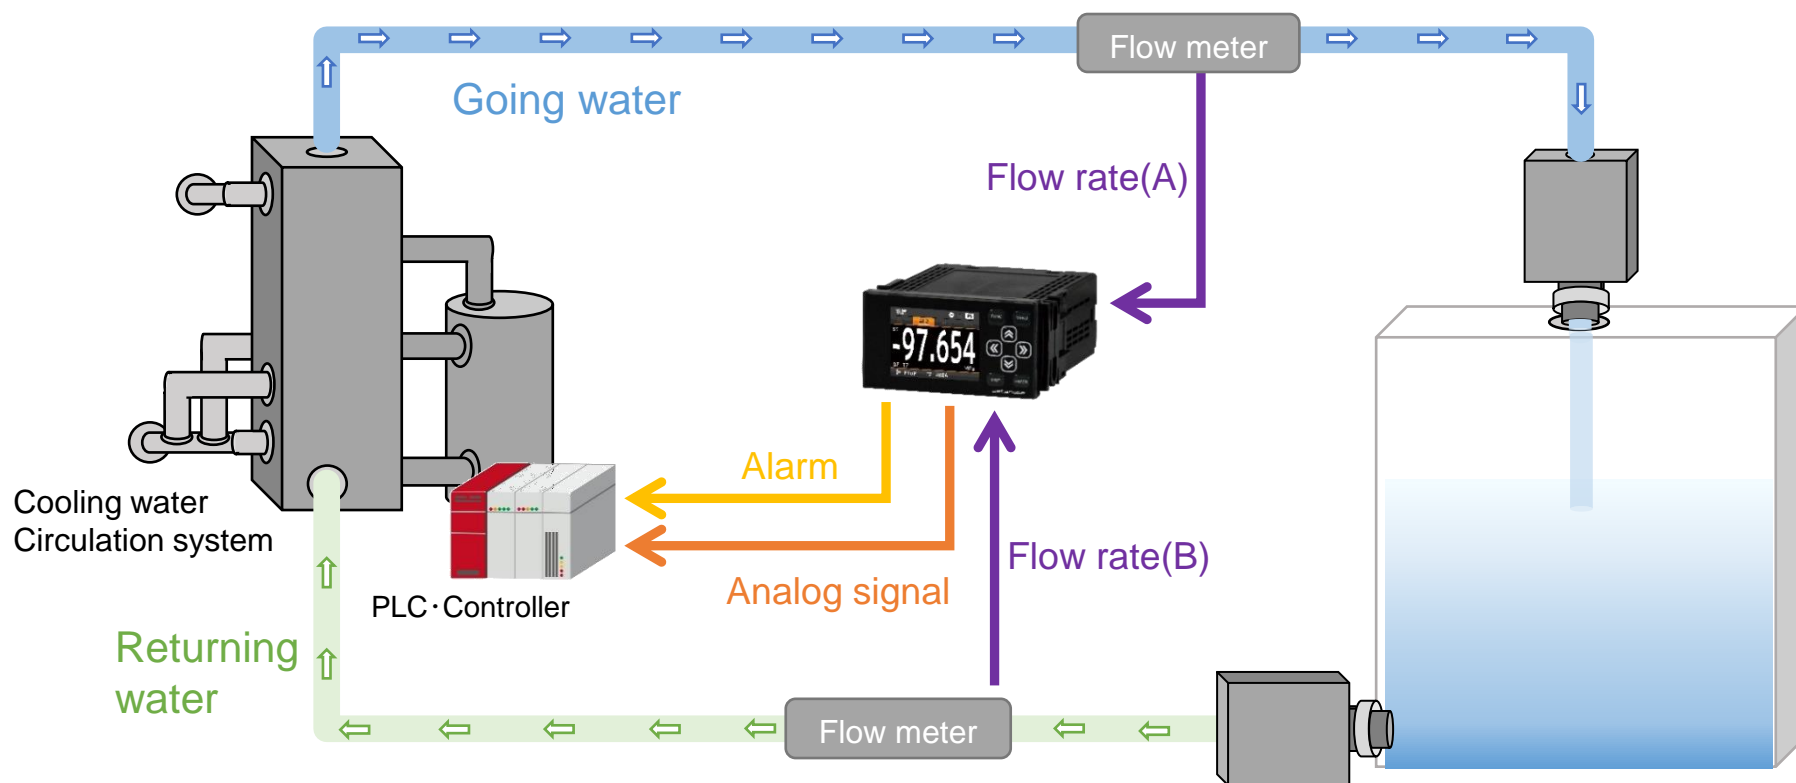 Flow meter
Going water
Flow rate(A)
-97.654
Alarm
Cooling water
Circulation system
Flow rate(B)
Analog signal
PLC・Controller
Returning
water
Flow meter